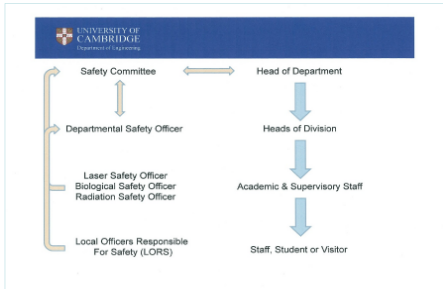 UNIVERSITY OF
CAMBRIDGE
Department of Engineering
Safety Committee
Head of Department
Departmental Safety Officer
Heads of Division
Laser Safety Officer
Biological Safety Officer
Radiation Safety Officer
Academic & Supervisory Staff
Local Officers Responsible
For Safety (LORS)
Staff, Student or Visitor